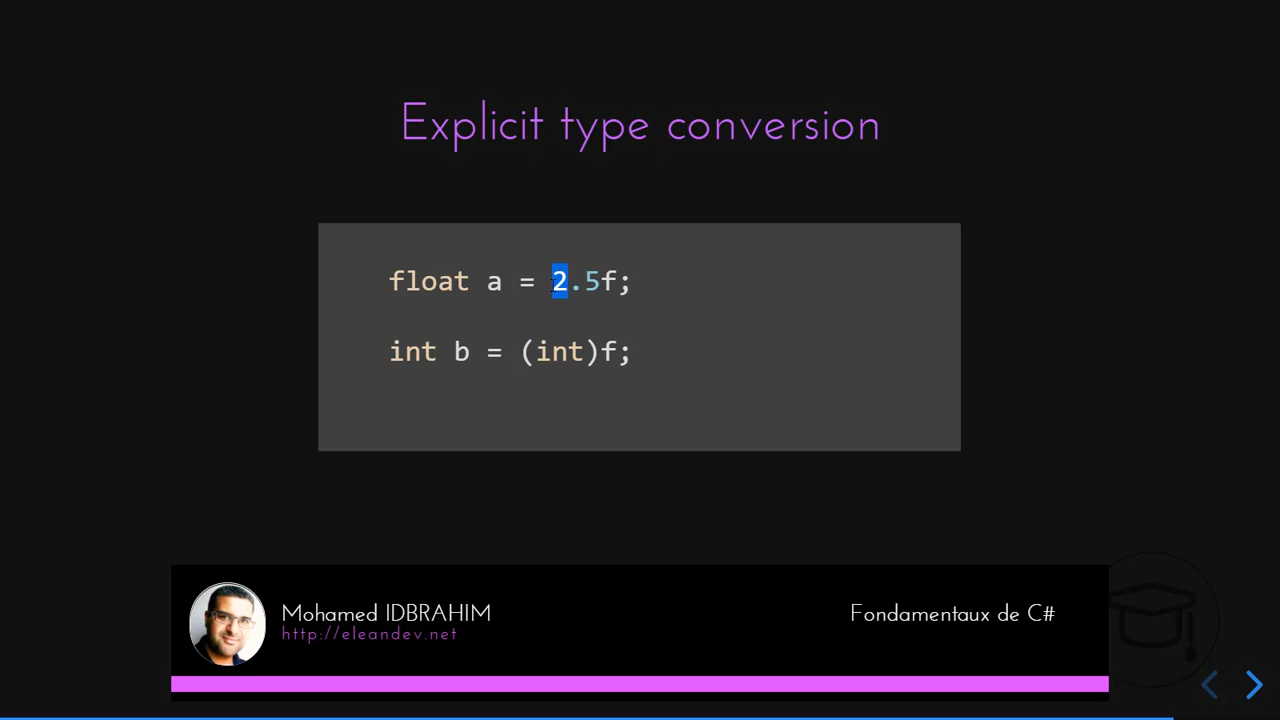 Explicit type conversion
float a = 2.5f;
int b = (int)f;
Mohamed IDBRAHIM
http://eleandev.net
Fondamentaux de C#